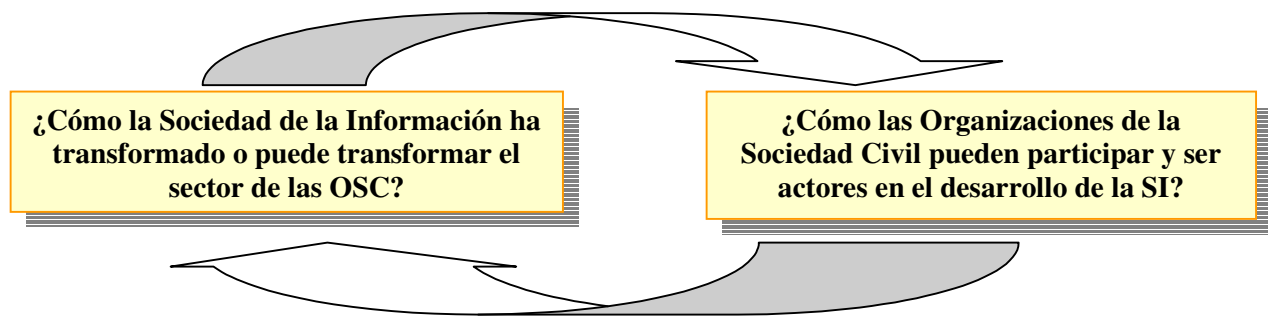 ¿Cómo la Sociedad de la Información ha
transformado o puede transformar el
sector de las OSC?
¿Cómo las Organizaciones de la
Sociedad Civil pueden participar y ser
actores en el desarrollo de la SI?